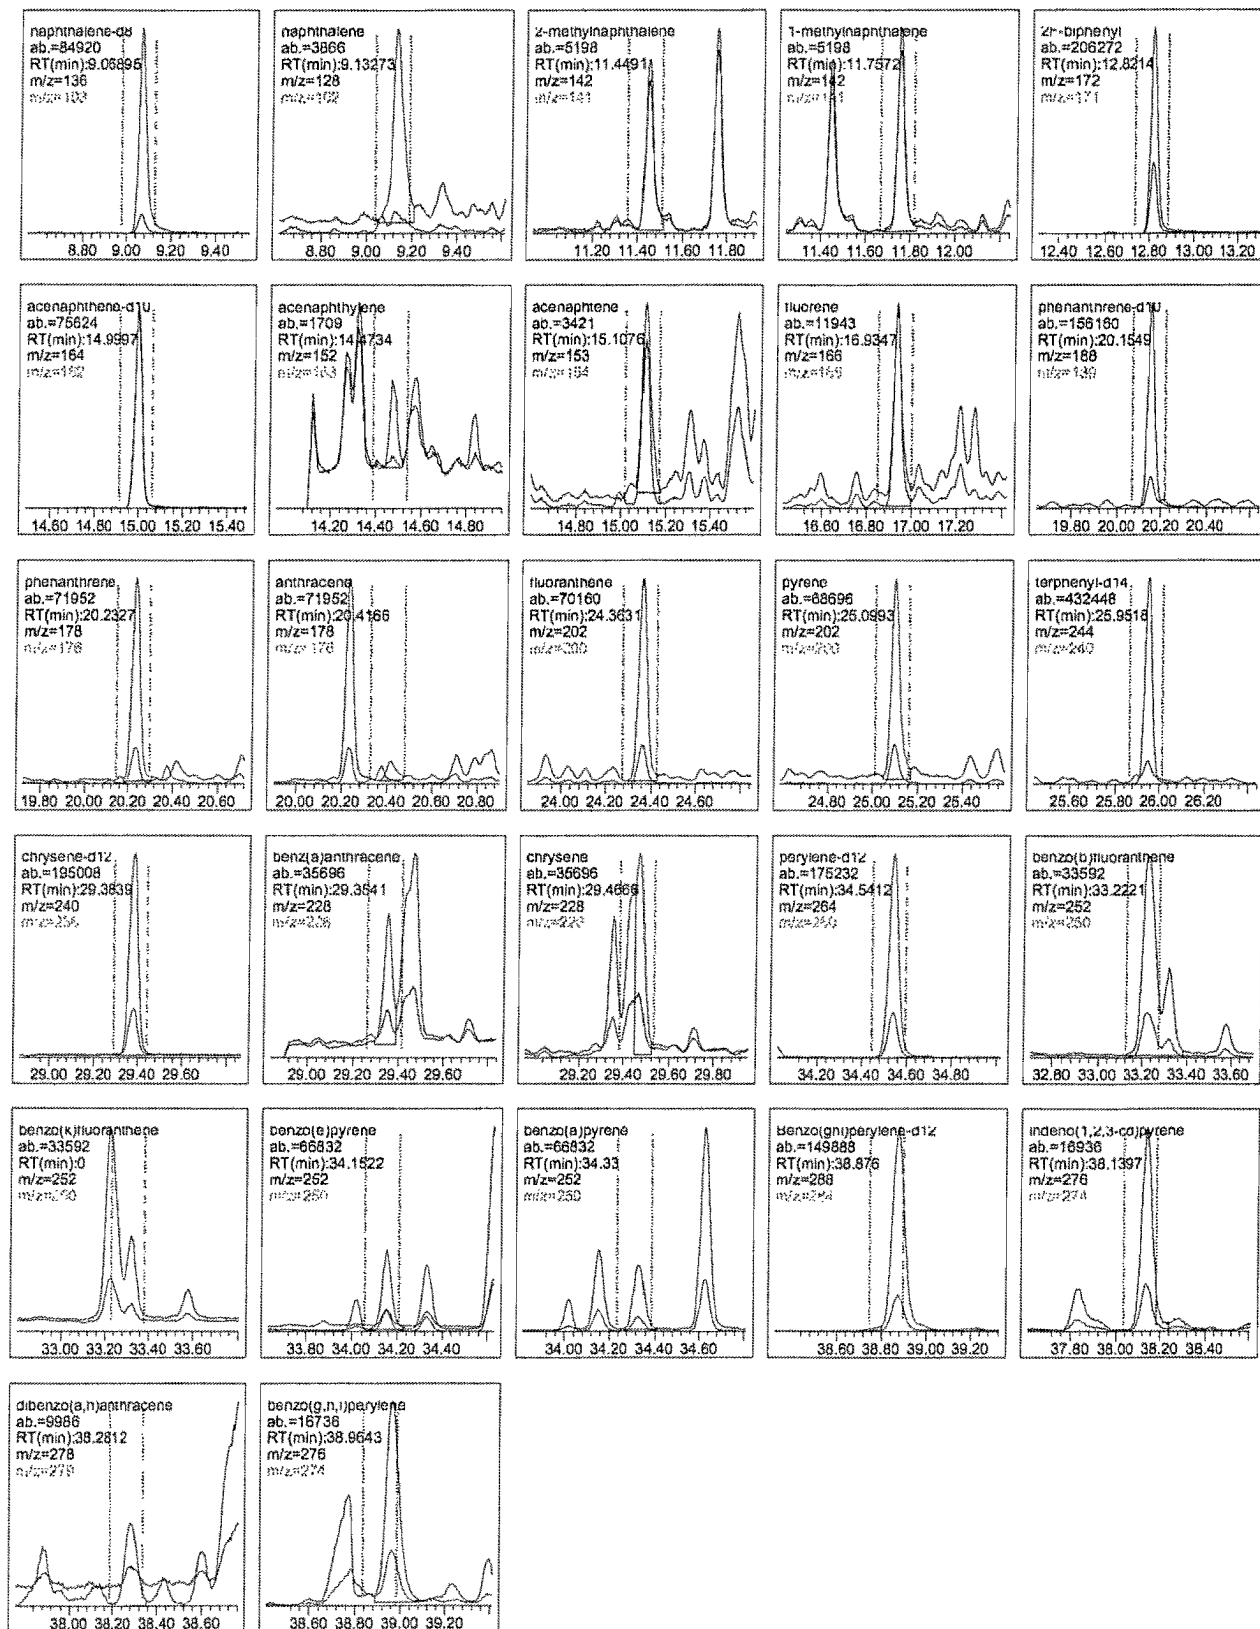 naphthalene-d8
ab.=84920
RT(min):9.06895
m/z=136
m/z=108
8.80 9.00 9.20 9.40
naphthalene
ab.=3866
RT(min):9.13273
m/z=128
m/z=102
8.80 9.00 9.20 9.40
2-methylnaphthalene
ab.=5198
RT(min):11.4491
m/z=142
m/z=141
11.20 11.40 11.60 11.80
1-methylnaphthalene
ab.=5198
RT(min):11.7572
m/z=142
m/z=141
11.40 11.60 11.80 12.00
2F-biphenyl
ab.=206272
RT(min):12.8214
m/z=172
m/z=171
12.40 12.60 12.80 13.00 13.20
acenaphthene-d10
ab.=75624
RT(min):14.9997
m/z=164
m/z=162
14.60 14.80 15.00 15.20 15.40
acenaphthylene
ab.=1709
RT(min):14.4734
m/z=152
m/z=153
14.20 14.40 14.60 14.80
acenaphtene
ab.=3421
RT(min):15.1076
m/z=153
m/z=154
14.80 15.00 15.20 15.40
fluorene
ab.=11943
RT(min):16.9347
m/z=166
m/z=165
16.60 16.80 17.00 17.20
phenanthrene-d10
ab.=156160
RT(min):20.1549
m/z=188
m/z=189
19.80 20.00 20.20 20.40
phenanthrene
ab.=71952
RT(min):20.2327
m/z=178
m/z=176
19.80 20.00 20.20 20.40 20.60
anthracene
ab.=71952
RT(min):20.4166
m/z=178
m/z=176
20.00 20.20 20.40 20.60 20.80
fluoranthene
ab.=70160
RT(min):24.3631
m/z=202
m/z=200
24.00 24.20 24.40 24.60
pyrene
ab.=68696
RT(min):25.0993
m/z=202
m/z=200
24.80 25.00 25.20 25.40
terphenyl-d14
ab.=432448
RT(min):25.9518
m/z=244
m/z=240
25.60 25.80 26.00 26.20
chrysene-d12
ab.=195008
RT(min):29.3839
m/z=240
m/z=236
29.00 29.20 29.40 29.60
benz(a)anthracene
ab.=35696
RT(min):29.3541
m/z=228
m/z=226
29.00 29.20 29.40 29.60
chrysene
ab.=35696
RT(min):29.4666
m/z=228
29.20 29.40 29.60 29.80
perylene-d12
ab.=175232
RT(min):34.5412
m/z=264
m/z=260
34.20 34.40 34.60 34.80
benzo(b)fluoranthene
ab.=33592
RT(min):33.2221
m/z=252
m/z=250
32.80 33.00 33.20 33.40 33.60
benzo(k)fluoranthene
ab.=33592
RT(min):0
m/z=252
m/z=250
33.00 33.20 33.40 33.60
benzo(e)pyrene
ab.=66832
RT(min):34.1522
m/z=252
m/z=250
33.80 34.00 34.20 34.40
benzo(a)pyrene
ab.=66832
RT(min):34.33
m/z=252
m/z=250
34.00 34.20 34.40 34.60
Benzo(ghi)perylene-d12
ab.=149888
RT(min):38.876
m/z=288
m/z=284
38.60 38.80 39.00 39.20
indeno(1,2,3-cd)pyrene
ab.=16936
RT(min):38.1397
m/z=276
m/z=274
37.80 38.00 38.20 38.40
dibenzo(a,h)anthracene
ab.=9986
RT(min):38.2812
m/z=278
m/z=279
38.00 38.20 38.40 38.60
benzo(g,h,i)perylene
ab.=16736
RT(min):38.9643
m/z=276
m/z=274
38.60 38.80 39.00 39.20